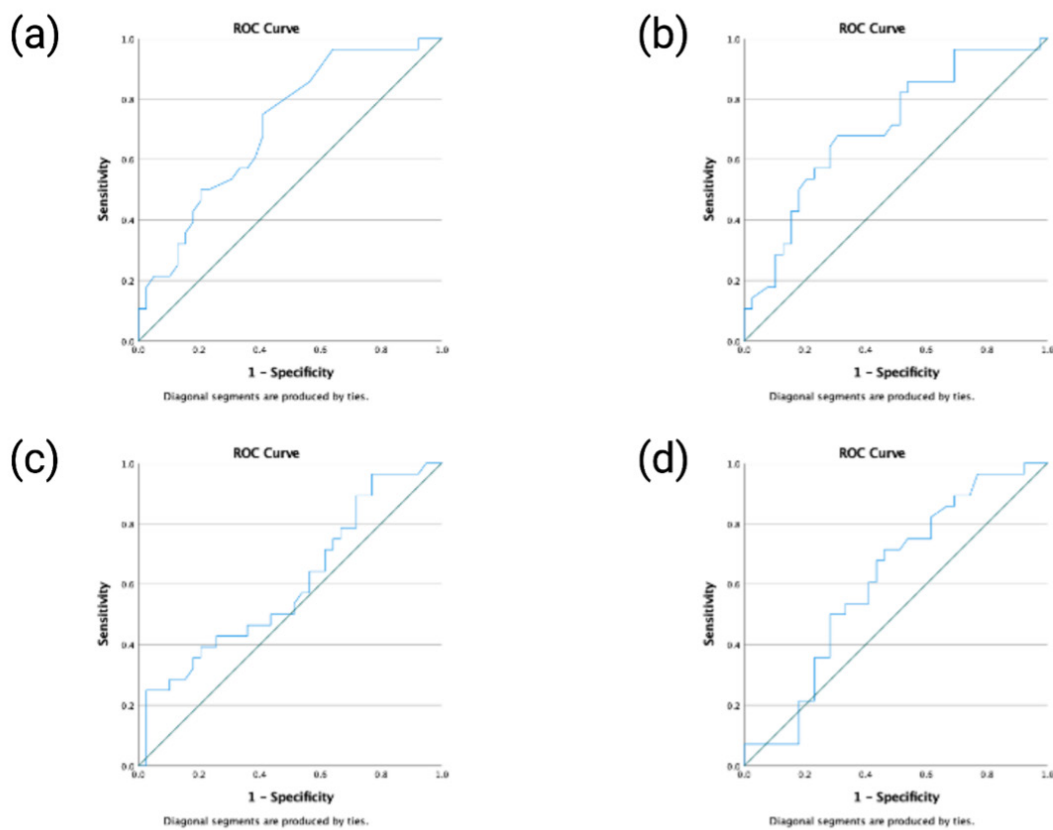 (a)
ROC Curve
1.0
0.8
0.6
0.4
0.2
0.0
Sensitivity
0.0 0.2 0.4 0.6 0.8 1.0
1 - Specificity
Diagonal segments are produced by ties.
(b)
ROC Curve
1.0
0.8
0.6
0.4
0.2
0.0
Sensitivity
0.0 0.2 0.4 0.6 0.8 1.0
1 - Specificity
Diagonal segments are produced by ties.
(c)
ROC Curve
1.0
0.8
0.6
0.4
0.2
0.0
Sensitivity
0.0 0.2 0.4 0.6 0.8 1.0
1 - Specificity
Diagonal segments are produced by ties.
(d)
ROC Curve
1.0
0.8
0.6
0.4
0.2
0.0
Sensitivity
0.0 0.2 0.4 0.6 0.8 1.0
1 - Specificity
Diagonal segments are produced by ties.